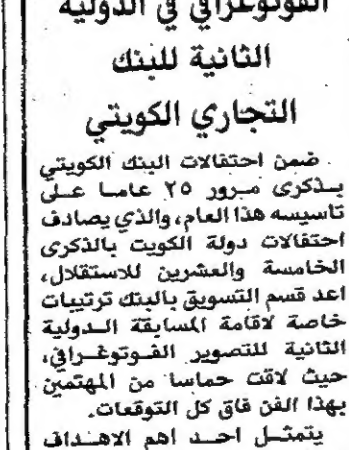 الفوتوغرافي في الدولية
الثانية للبنك
التجاري الكويتي
ضمن احتفالات البنك الكويتي
بذكرى مرور ٢٥ عاما على
تاسيسه هذا العام، والذي يصادف
احتفالات دولة الكويت بالذكرى
الخامسة والعشرين للاستقلال،
اعد قسم التسويق بالبنك ترتيبات
خاصة لاقامة المسابقة الدولية
الثانية للتصوير الفوتوغرافي،
حيث لاقت حماسا من المهتمين
بهذا الفن فاق كل التوقعات.
يتمثل احد اهم الاهداف